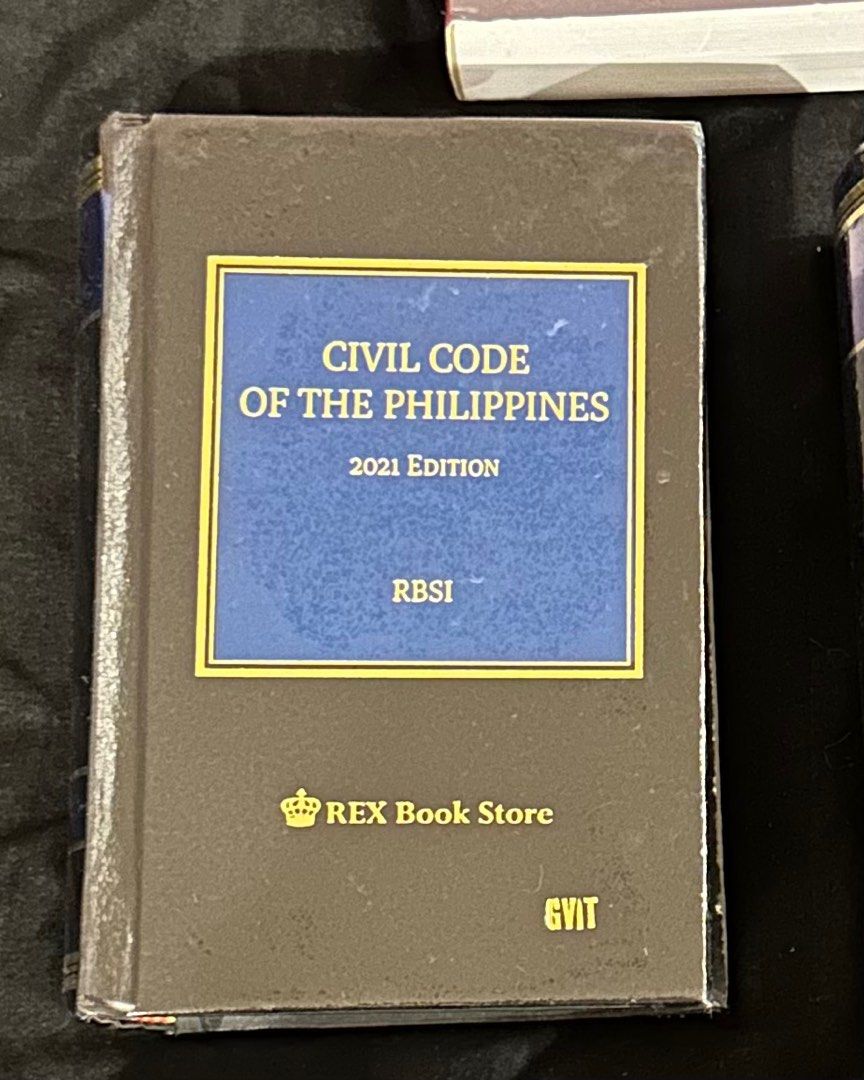 CIVIL CODE
OF THE PHILIPPINES
2021 EDITION
RBSI
REX Book Store
GVIT